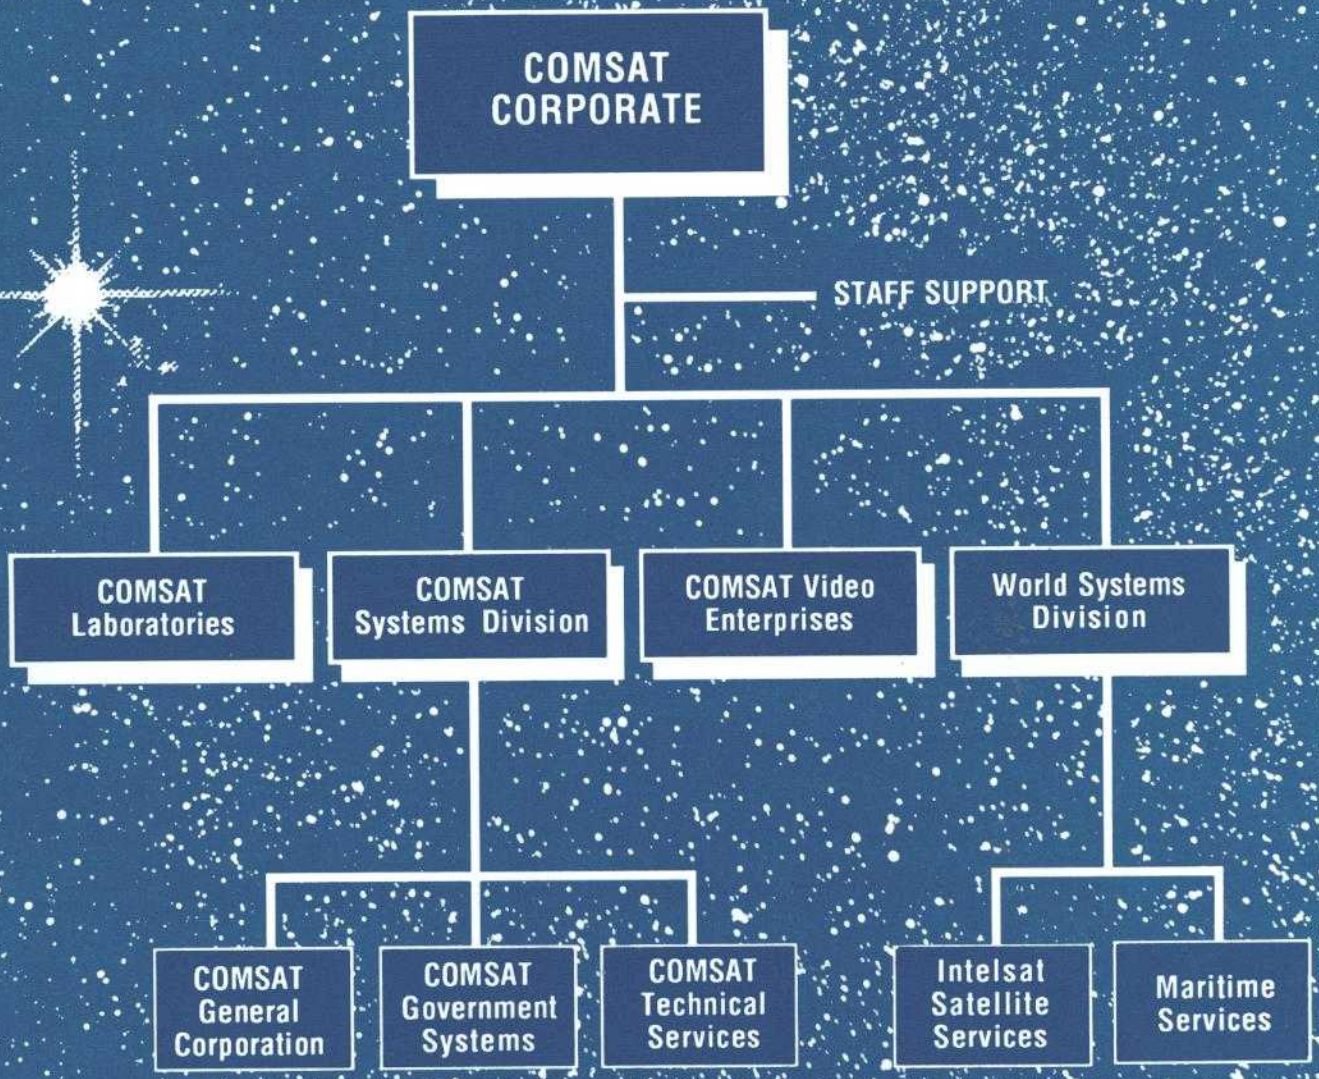 COMSAT
CORPORATE
STAFF SUPPORT
COMSAT
Laboratories
COMSAT
Systems Division
COMSAT Video
Enterprises
World Systems
Division
COMSAT
General
Corporation
COMSAT
Government
Systems
COMSAT
Technical
Services
Intelsat
Satellite
Services
Maritime
Services